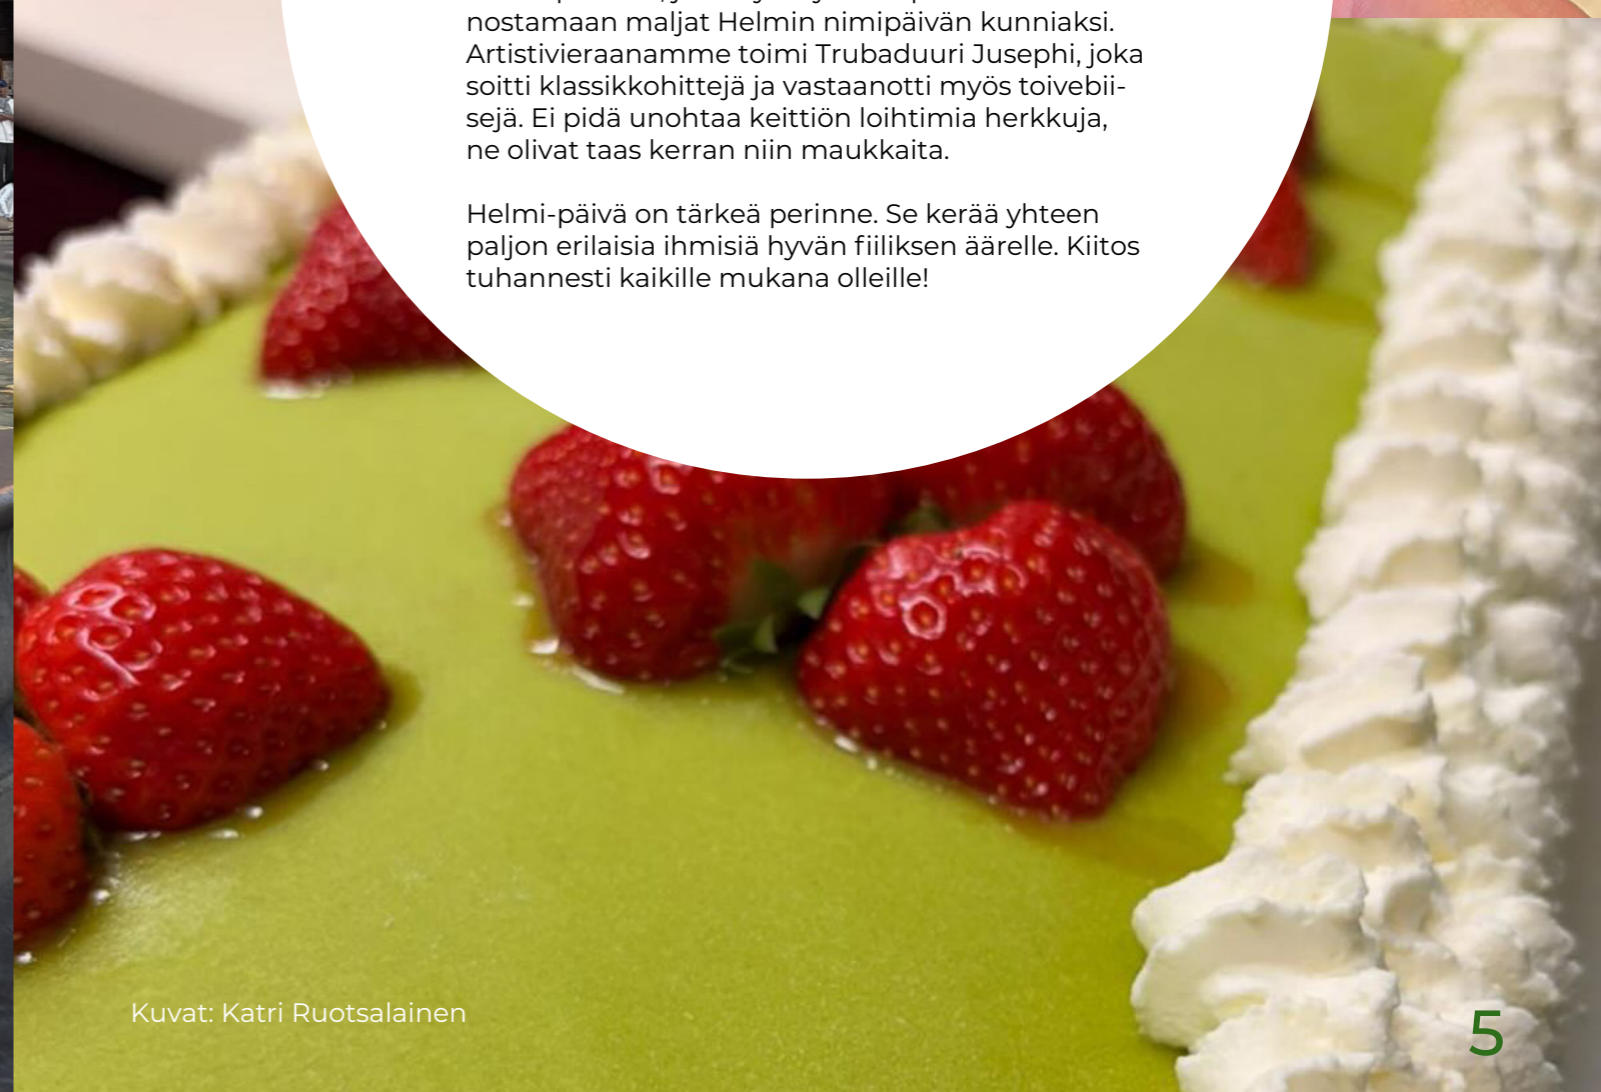 nostamaan maljat Helmin nimipäivän kunniaksi.
Artistivieraanamme toimi Trubaduuri Jusephi, joka
soitti klassikkohittejä ja vastaanotti myös toivebii-
sejä. Ei pidä unohtaa keittiön loihtimia herkkuja,
ne olivat taas kerran niin maukkaita.
Helmi-päivä on tärkeä perinne. Se kerää yhteen
paljon erilaisia ihmisiä hyvän fiiliksen äärelle. Kiitos
tuhannesti kaikille mukana olleille!
Kuvat: Katri Ruotsalainen
5